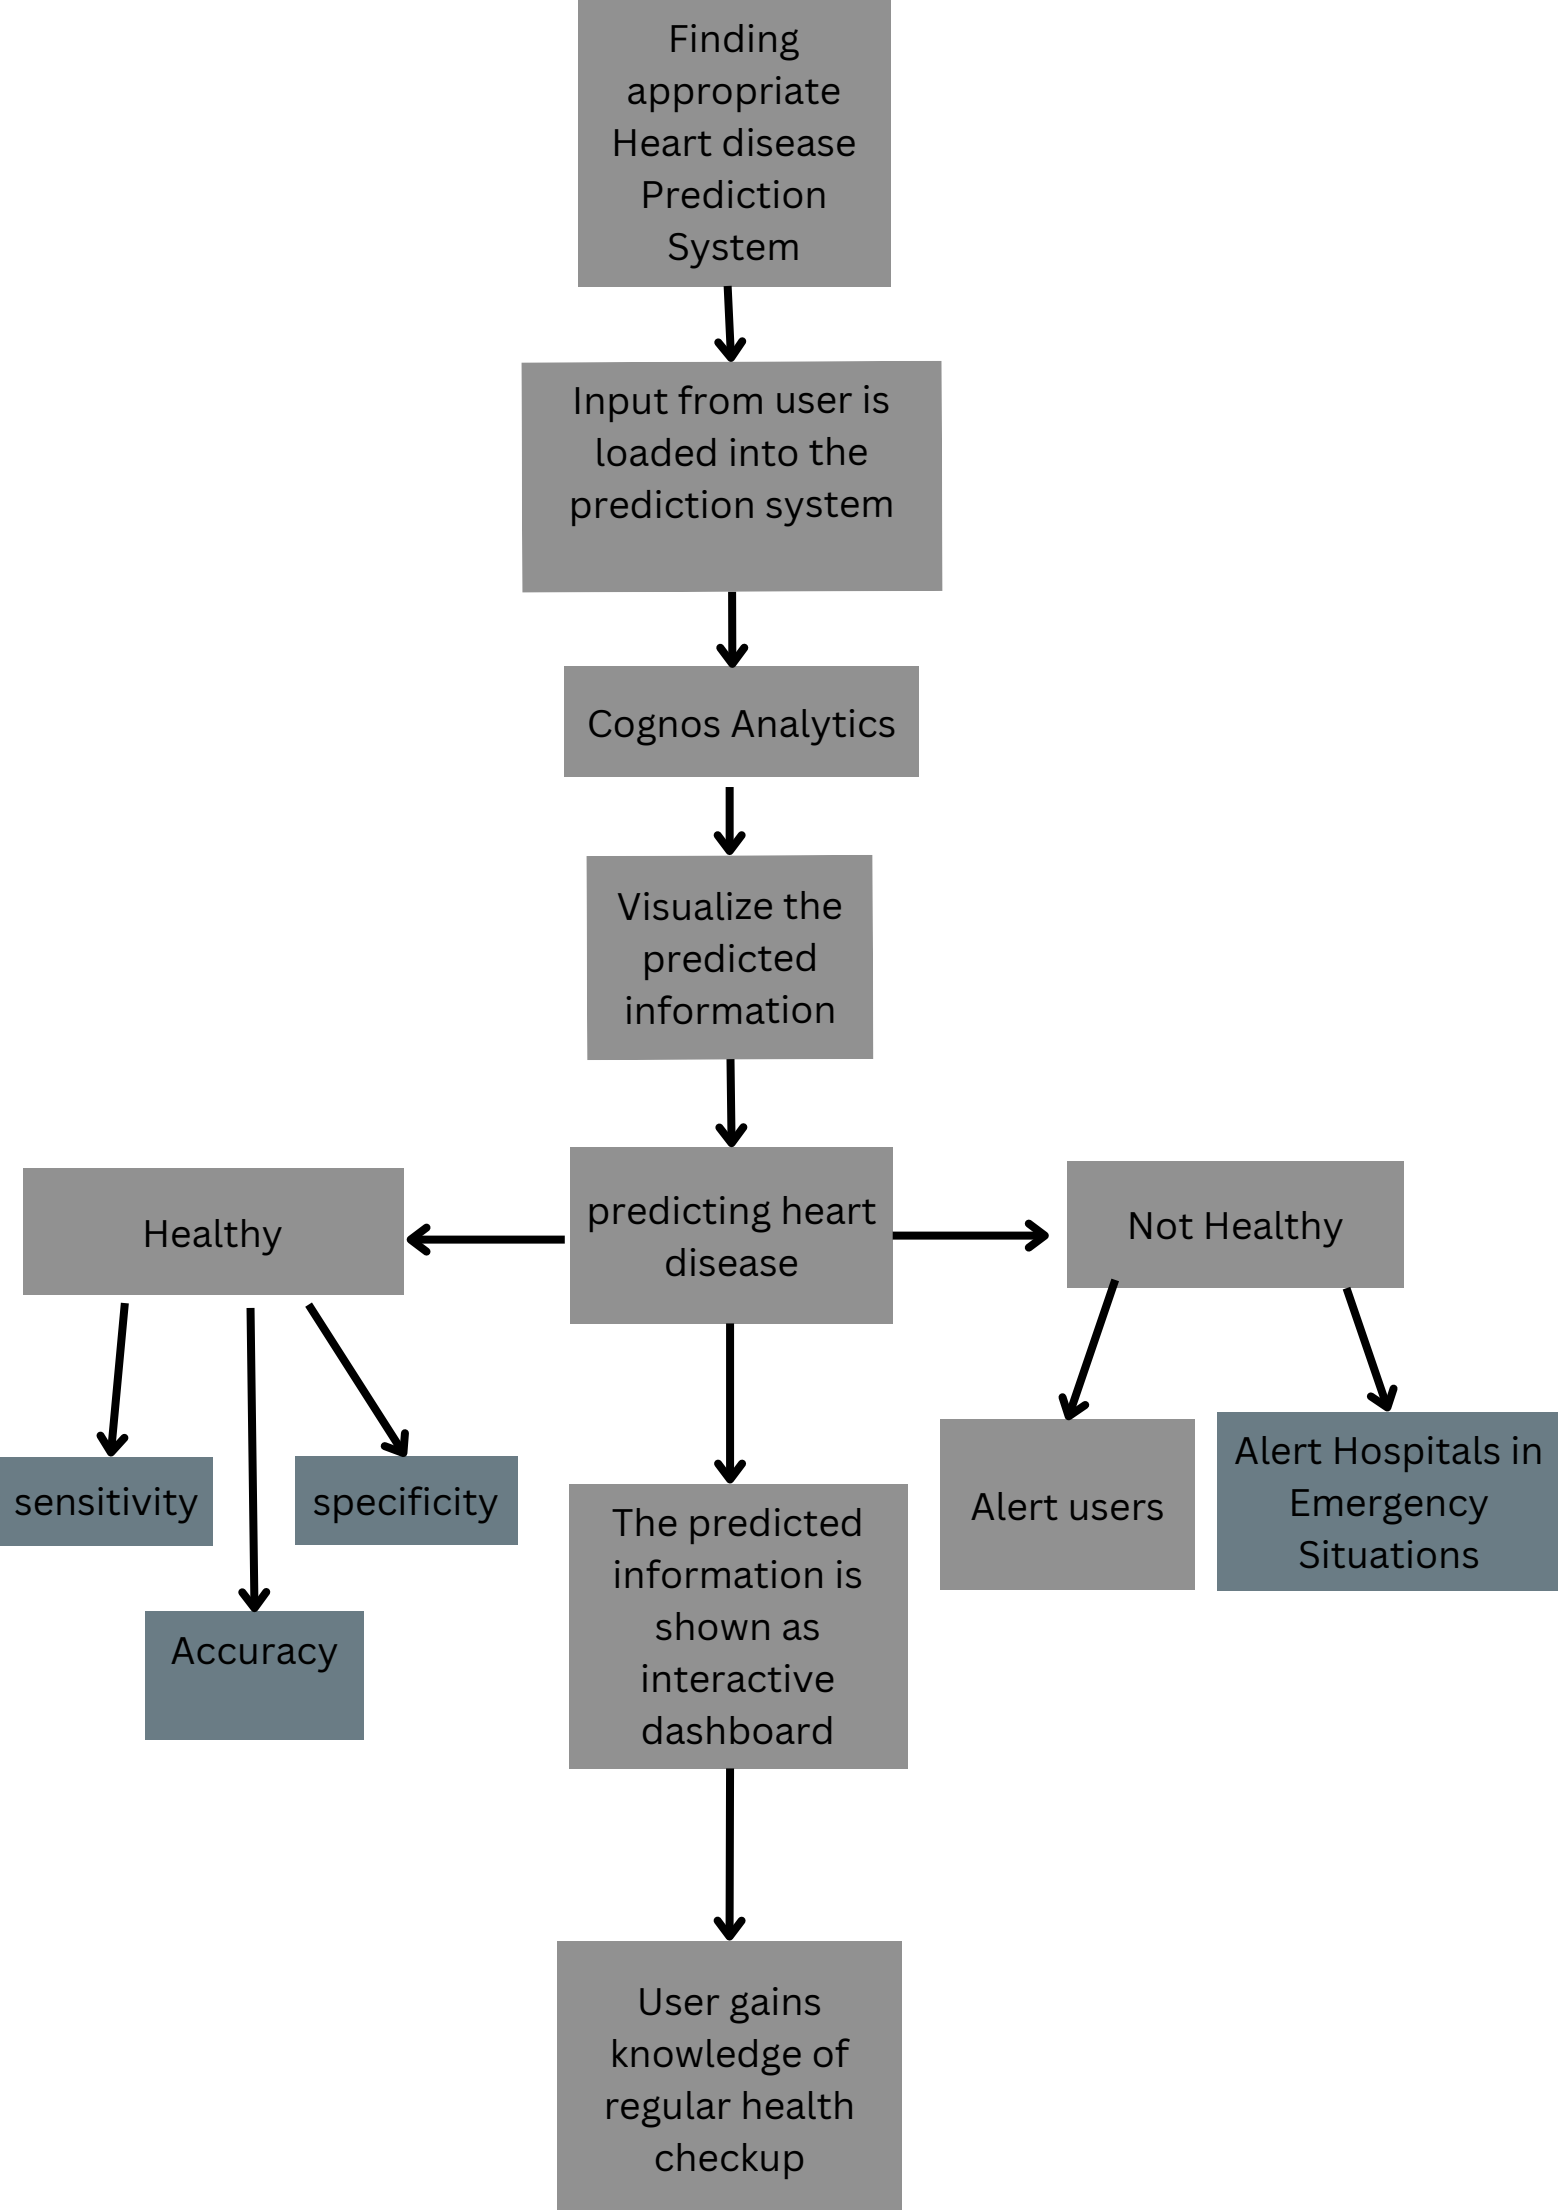 Finding
appropriate
Heart disease
Prediction
System
Input from user is
loaded into the
prediction system
Cognos Analytics
Visualize the
predicted
information
predicting heart
disease
Healthy
Not Healthy
sensitivity
specificity
Accuracy
Alert users
Alert Hospitals in
Emergency
Situations
The predicted
information is
shown as
interactive
dashboard
User gains
knowledge of
regular health
checkup